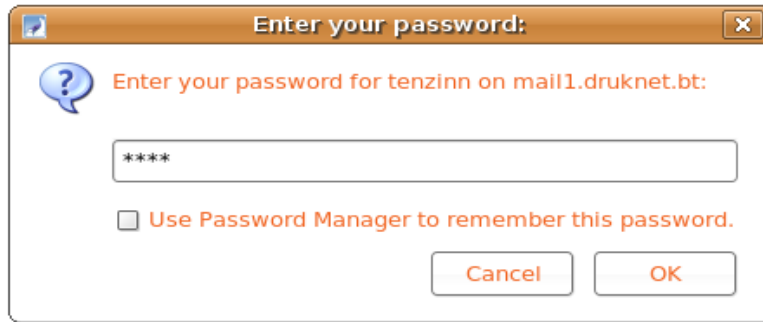 Enter your password:
Enter your password for tenzinn on mail1.druknet.bt:
****
Use Password Manager to remember this password.
Cancel OK